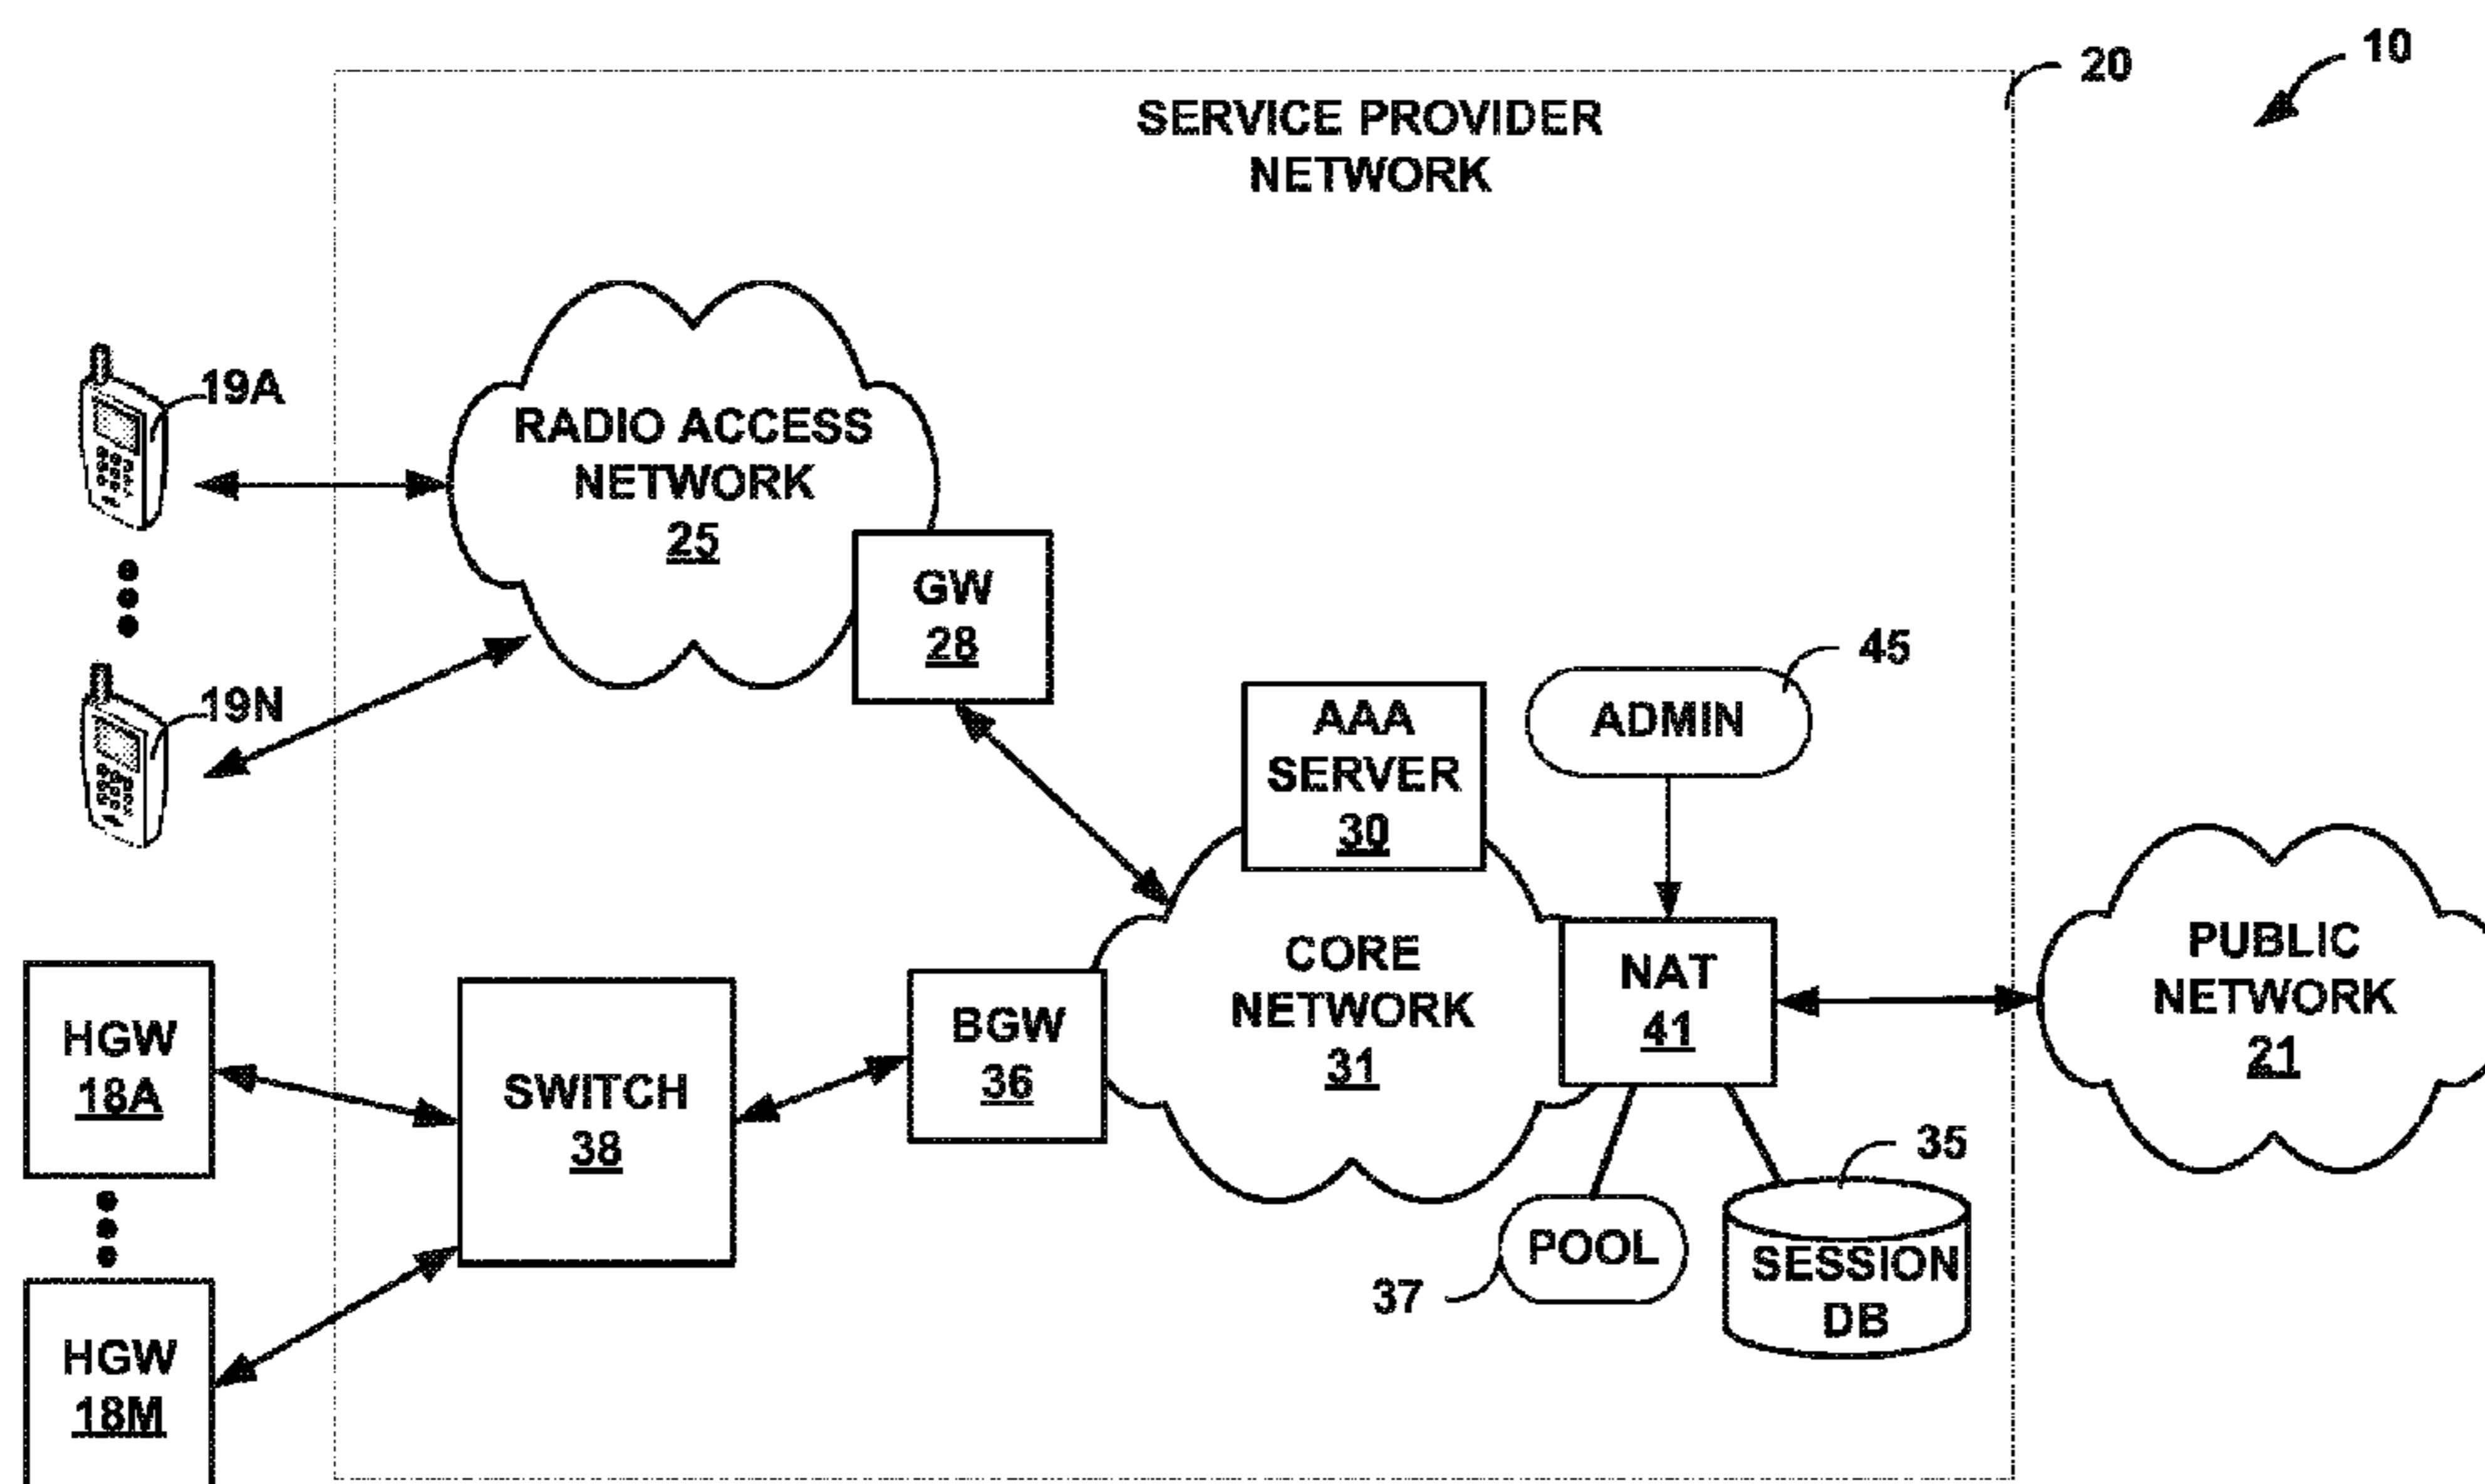 10
20
SERVICE PROVIDER
NETWORK
19A
RADIO ACCESS
NETWORK
25
GW
28
19N
45
ADMIN
AAA
SERVER
30
CORE
NETWORK
31
NAT
41
PUBLIC
NETWORK
21
HGW
18A
SWITCH
38
BGW
36
35
POOL
37
SESSION
DB
HGW
18M